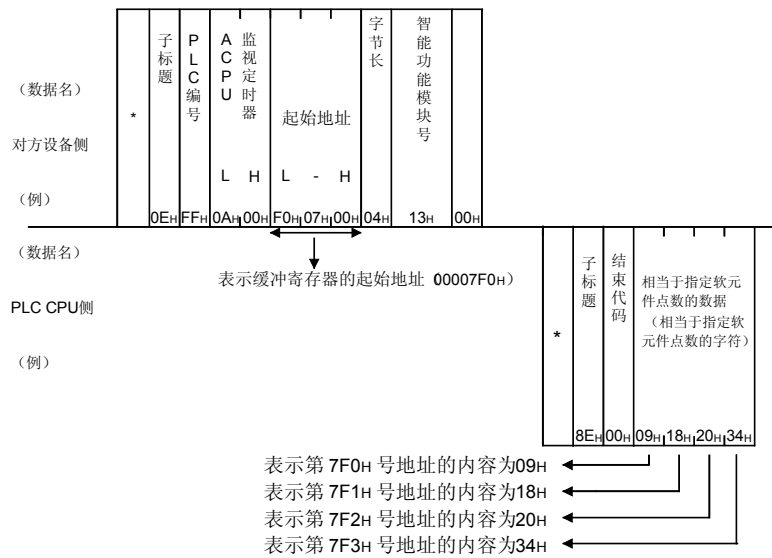 （数据名）
对方设备侧
（例）
*
子标题
PLC编号
ACPU
监视定时器
L H
起始地址
L - H
字节长
智能功能模块号
0EH FFH 0AH 00H F0H 07H 00H 04H 13H 00H
表示缓冲寄存器的起始地址 00007F0H）
（数据名）
PLC CPU侧
（例）
*
子标题
结束代码
相当于指定软元
件点数的数据
（相当于指定软
元件点数的字符）
8EH 00H 09H 18H 20H 34H
表示第 7F0H 号地址的内容为09H
表示第 7F1H 号地址的内容为18H
表示第 7F2H 号地址的内容为20H
表示第 7F3H 号地址的内容为34H